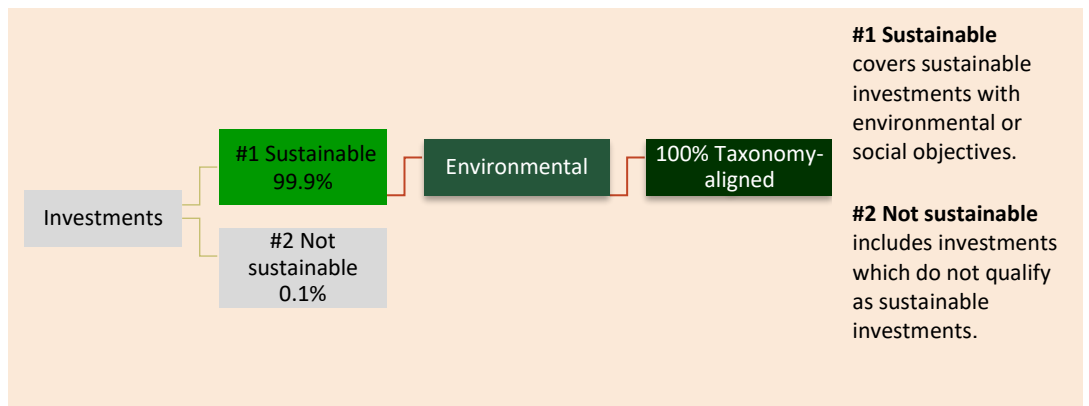 Investments
#1 Sustainable
99.9%
#2 Not
sustainable
0.1%
Environmental
100% Taxonomy-
aligned
#1 Sustainable
covers sustainable
investments with
environmental or
social objectives.
#2 Not sustainable
includes investments
which do not qualify
as sustainable
investments.